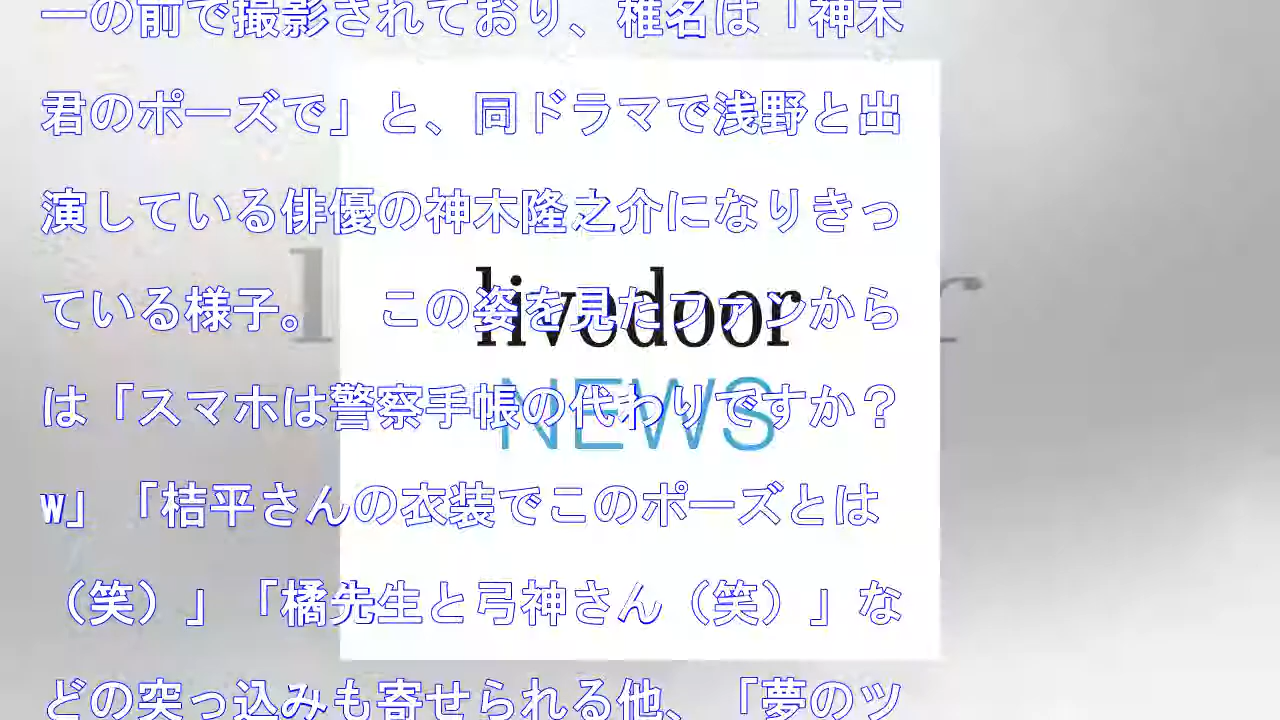 ーの前で撮影されており、椎名は「神木
君のポーズで」と、同ドラマで浅野と出
演している俳優の神木隆之介になりきっ
ている様子。　この姿を見たファンから
は「スマホは警察手帳の代わりですか？
w」「桔平さんの衣装でこのポーズとは
（笑）」「橘先生と弓神さん（笑）」な
どの突っ込みも寄せられる他、「夢のツ
livedoor
NEWS